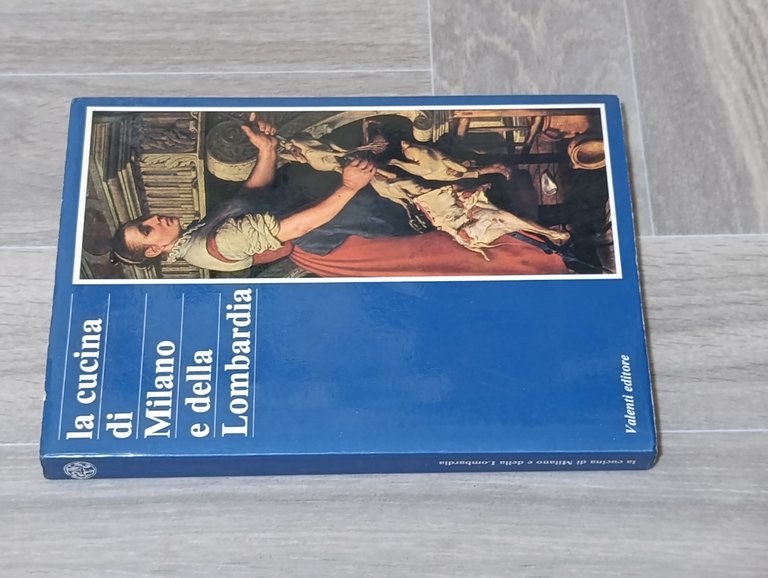 la cucina
di
Milano
e della
Lombardia
Valenti editore
la cucina di Milano e della Lombardia